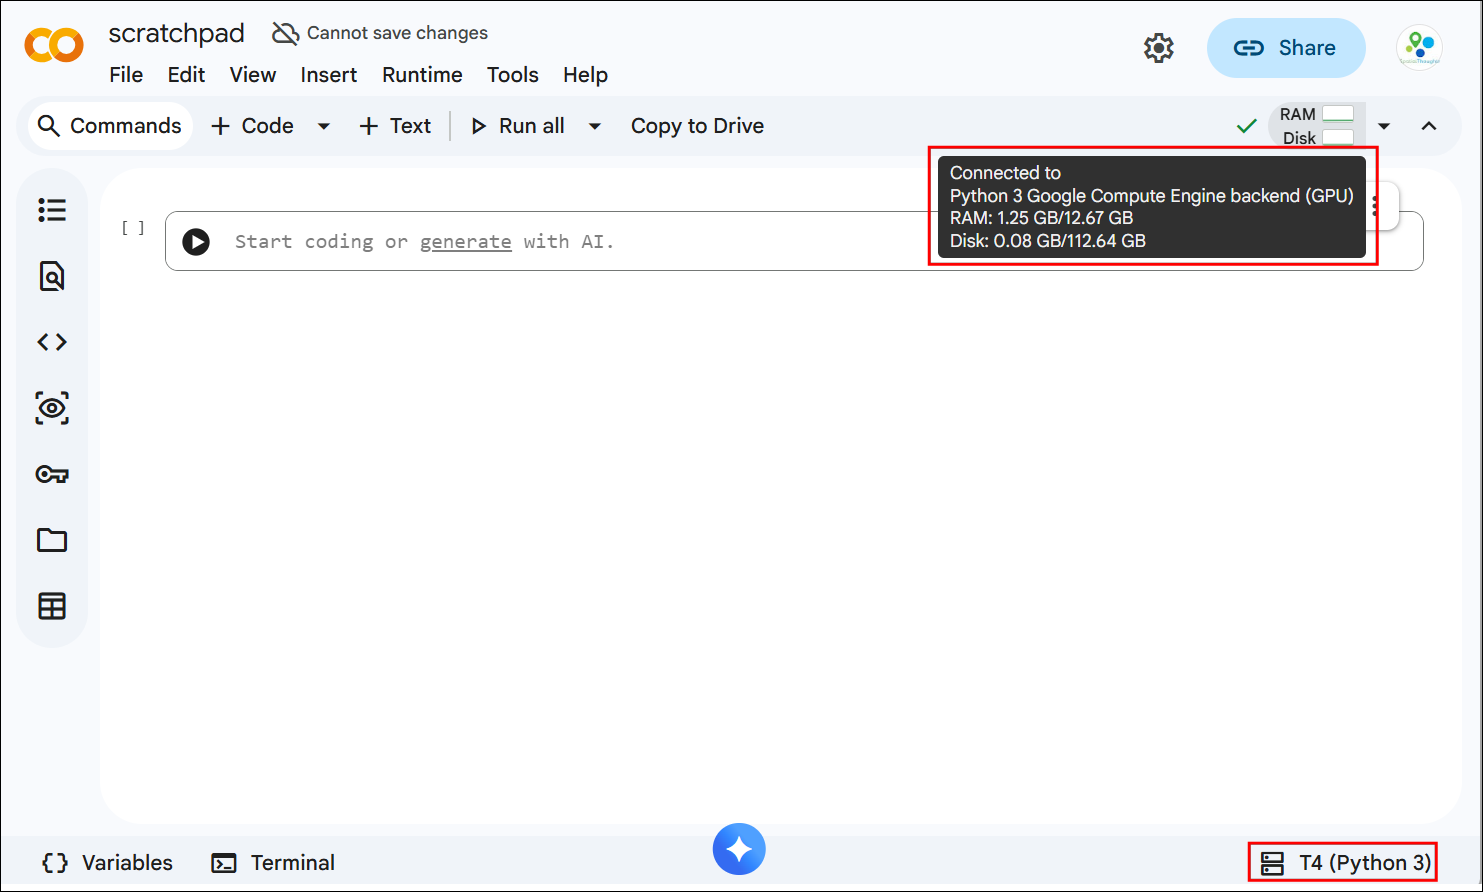 scratchpad
Cannot save changes
File Edit View Insert Runtime Tools Help
Share
Commands + Code + Text Run all Copy to Drive
RAM
Disk
Connected to
Python 3 Google Compute Engine backend (GPU)
RAM: 1.25 GB/12.67 GB
Disk: 0.08 GB/112.64 GB
[ ] Start coding or generate with AI.
Variables Terminal
T4 (Python 3)